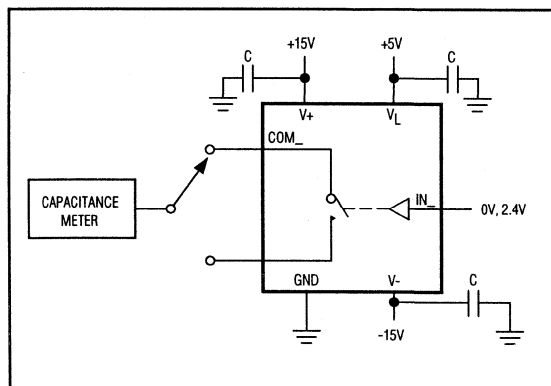 +15V +5V
C C
V+ VL
COM_
CAPACITANCE
METER
IN_
0V, 2.4V
GND V- C
-15V